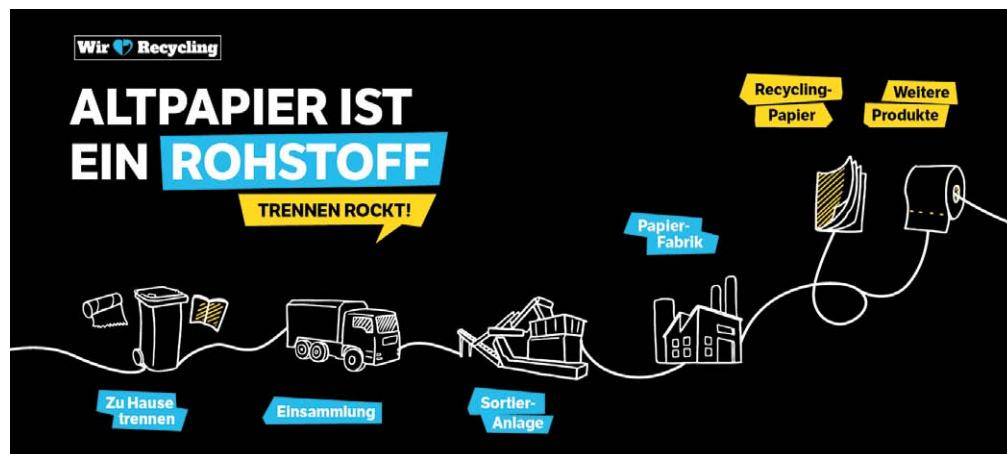 Wir Recycling
ALTPAPIER IST
EIN ROHSTOFF
TRENNEN ROCKT!
Recycling-
Papier
Weitere
Produkte
Papier-
Fabrik
Zu Hause
trennen
Einsammlung
Sortier-
Anlage